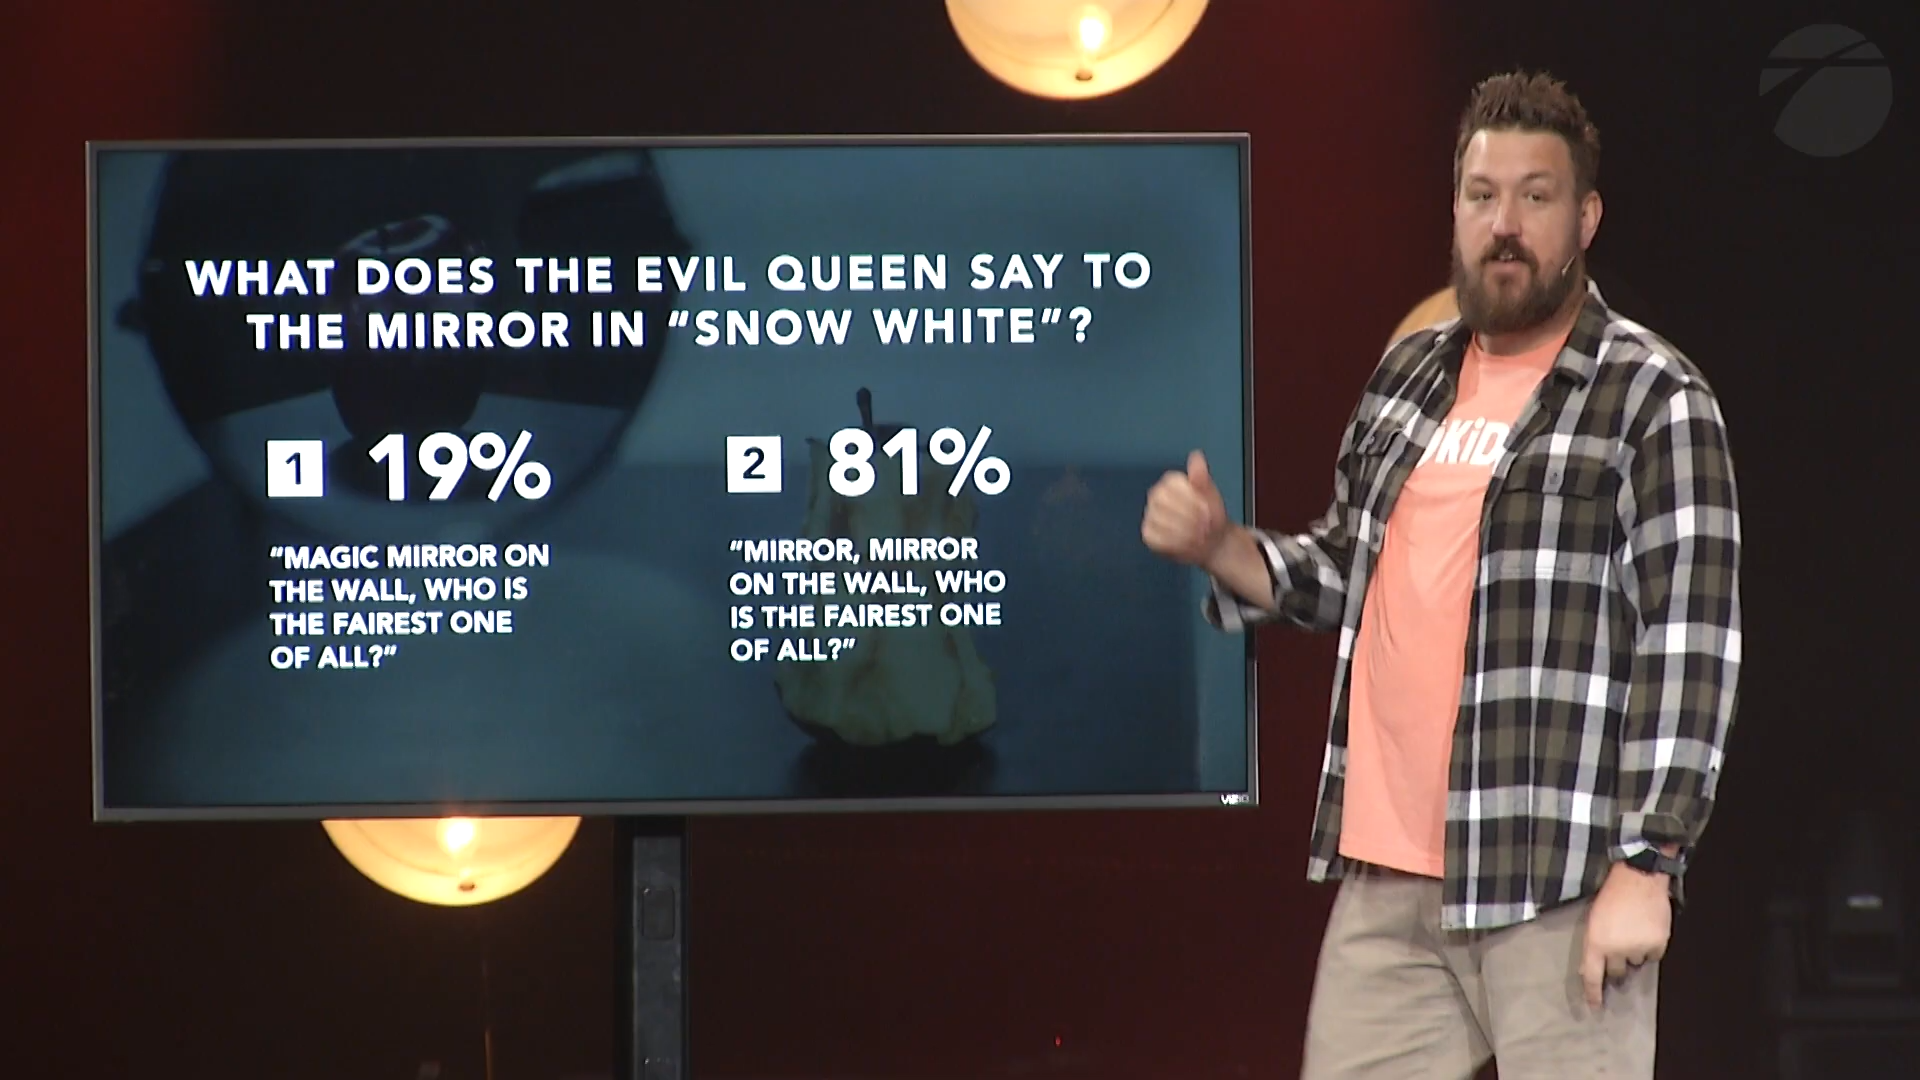 WHAT DOES THE EVIL QUEEN SAY TO
THE MIRROR IN “SNOW WHITE”?
1 19%
“MAGIC MIRROR ON
THE WALL, WHO IS
THE FAIREST ONE
OF ALL?”
2 81%
“MIRROR, MIRROR
ON THE WALL, WHO
IS THE FAIREST ONE
OF ALL?”
VIZIO